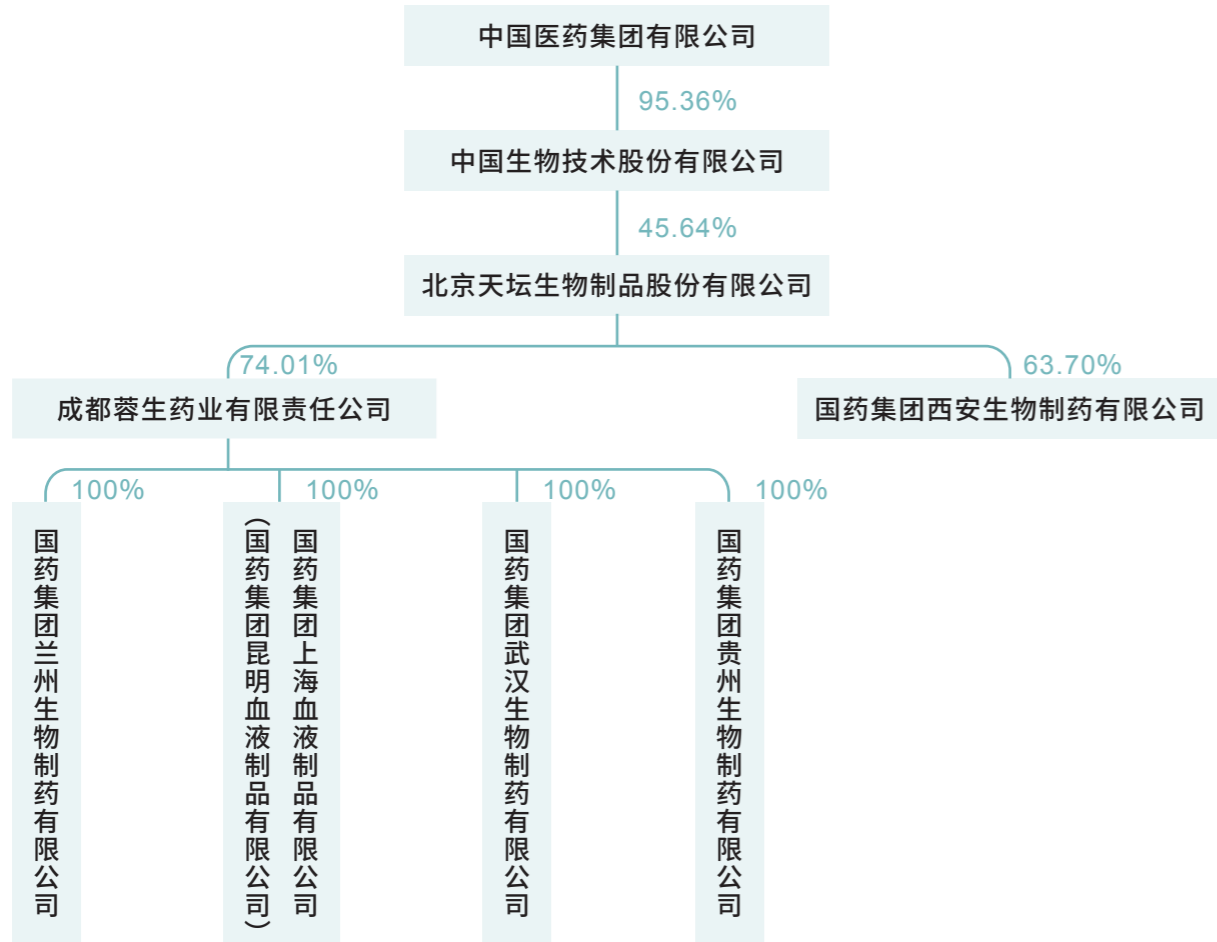 中国医药集团有限公司
95.36%
中国生物技术股份有限公司
45.64%
北京天坛生物制品股份有限公司
74.01%
63.70%
成都蓉生药业有限责任公司
国药集团西安生物制药有限公司
100%
100%
100%
100%
国药集团兰州生物制药有限公司
国药集团上海血液制品有限公司
（国药集团昆明血液制品有限公司）
国药集团武汉生物制药有限公司
国药集团贵州生物制药有限公司